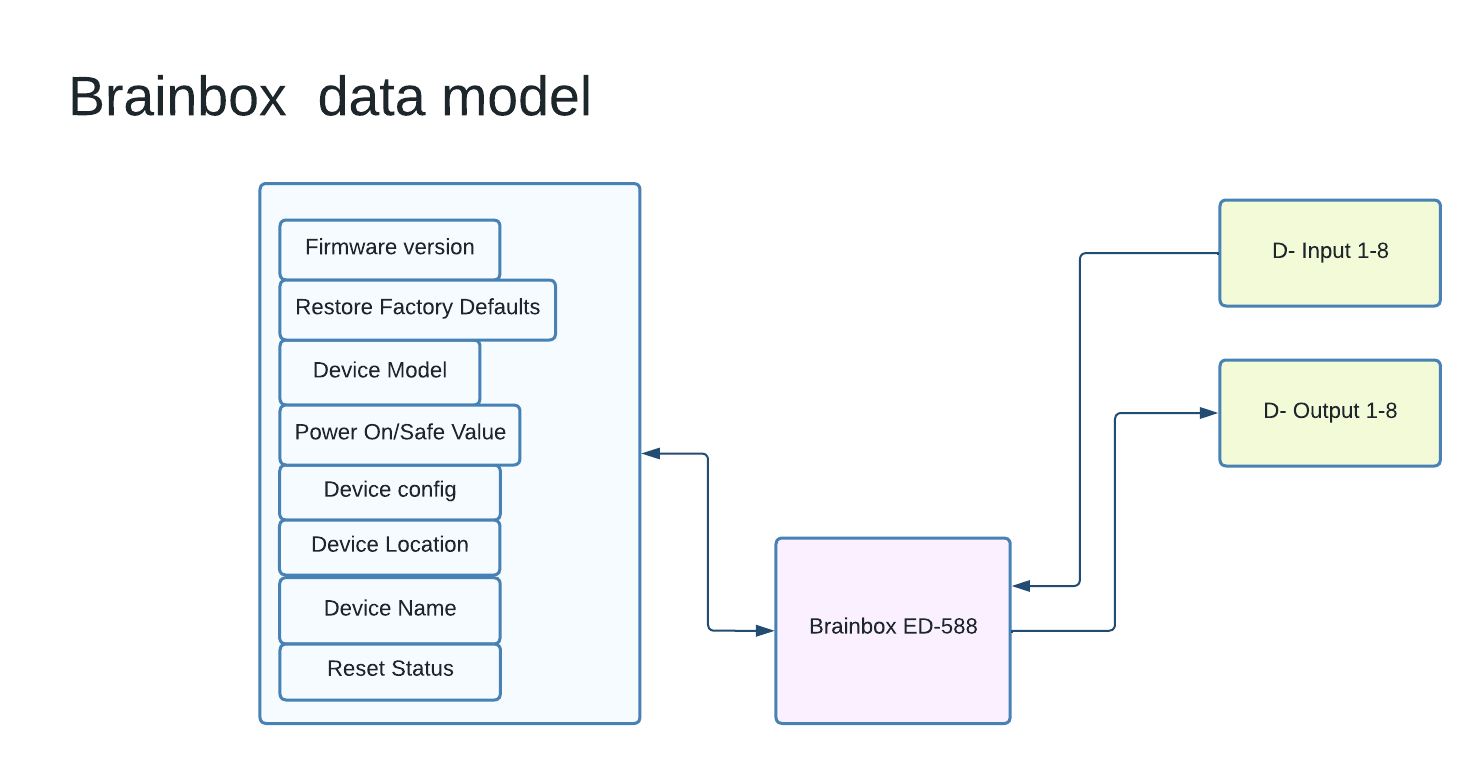 Brainbox  data model
Firmware version
Restore Factory Defaults
Device Model
Power On/Safe Value
Device config
Device Location
Device Name
Reset Status
Brainbox ED-588
D- Input 1-8
D- Output 1-8